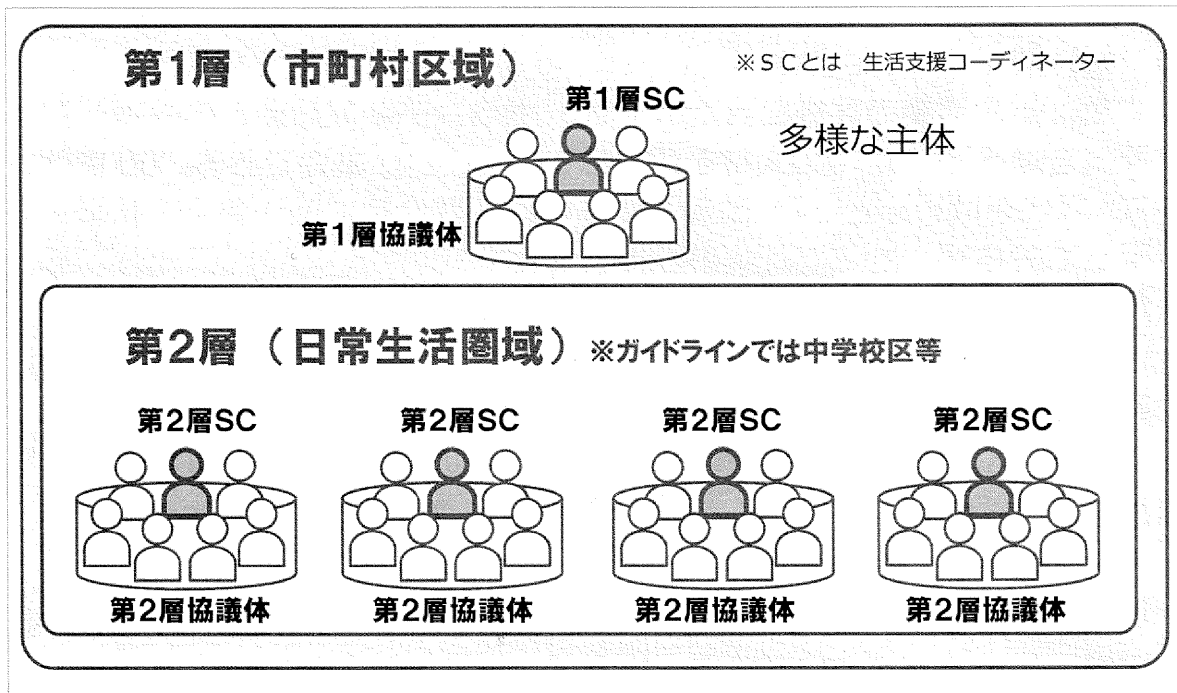 第1層（市町村区域）
※SCとは 生活支援コーディネーター
第1層SC
多様な主体
第1層協議体
第2層（日常生活圏域）※ガイドラインでは中学校区等
第2層SC
第2層SC
第2層SC
第2層SC
第2層協議体
第2層協議体
第2層協議体
第2層協議体